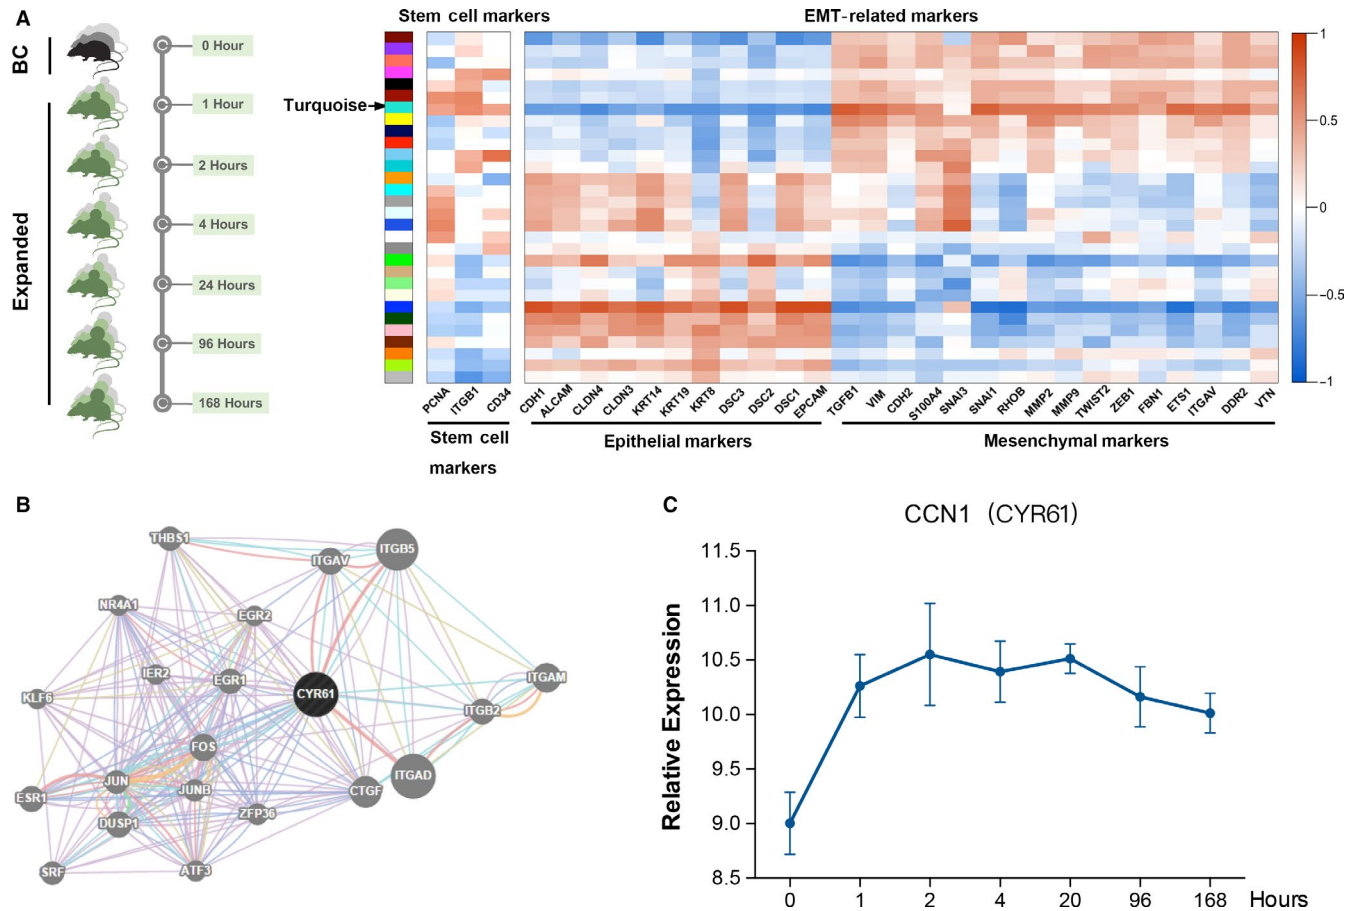 A
Stem cell markers
EMT-related markers
BC
Expanded
0 Hour
1 Hour
2 Hours
4 Hours
24 Hours
96 Hours
168 Hours
Turquoise
1
0.5
0
−0.5
−1
PCNA
ITGB1
CD34
CDH1
ALCAM
CLDN4
CLDN3
KRT14
KRT19
KRT8
DSC3
DSC2
DSC1
EPCAM
TGFB1
VIM
CDH2
S100A4
SNAI3
SNAI1
RHOB
MMP2
MMP9
TWIST2
ZEB1
FBN1
ETS1
ITGAV
DDR2
VTN
Stem cell
markers
Epithelial markers
Mesenchymal markers
B
THBS1
ITGAV
ITGB5
NR4A1
EGR2
IER2
EGR1
KLF6
CYR61
ITGAM
ITGB2
FOS
JUN
JUNB
ITGAD
CTGF
ESR1
DUSP1
ZFP36
SRF
ATF3
C
CCN1 (CYR61)
Relative Expression
11.5
11.0
10.5
10.0
9.5
9.0
8.5
0 1 2 4 20 96 168 Hours